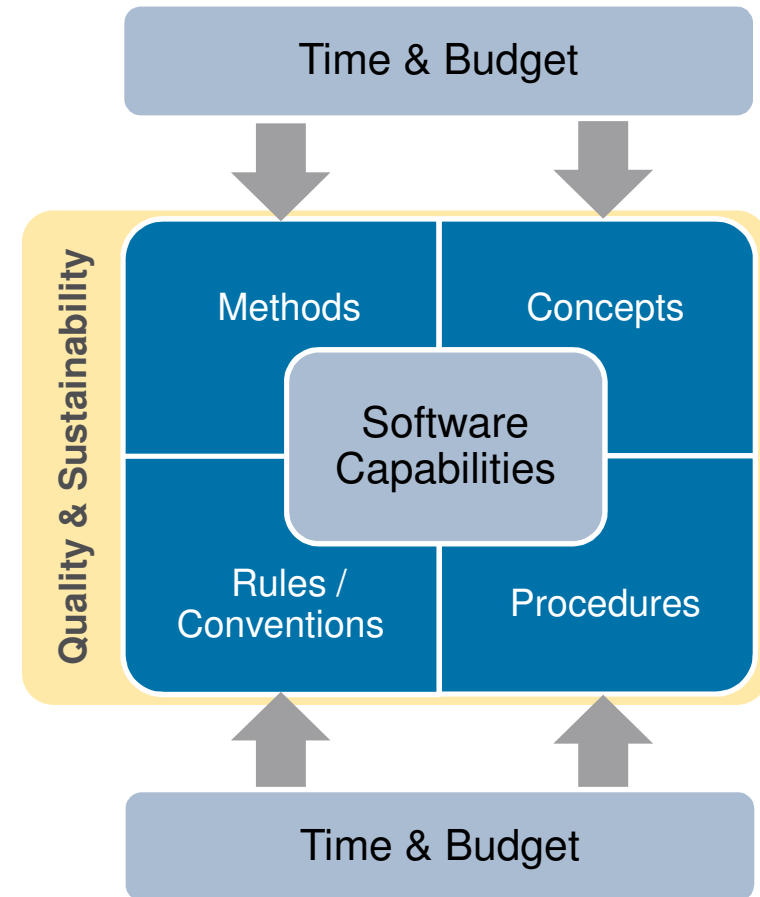 Time & Budget
Quality & Sustainability
Methods
Concepts
Software
Capabilities
Rules /
Conventions
Procedures
Time & Budget